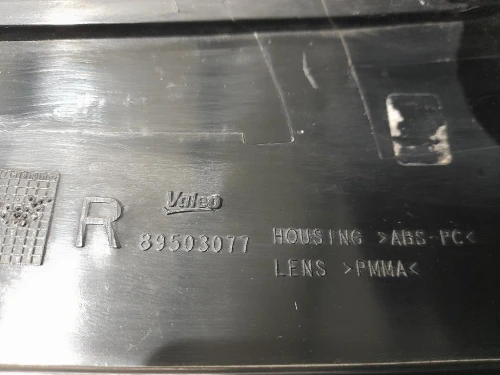 Valeo
R
89503077
HOUSING >ABS-PC<
LENS >PMMA<